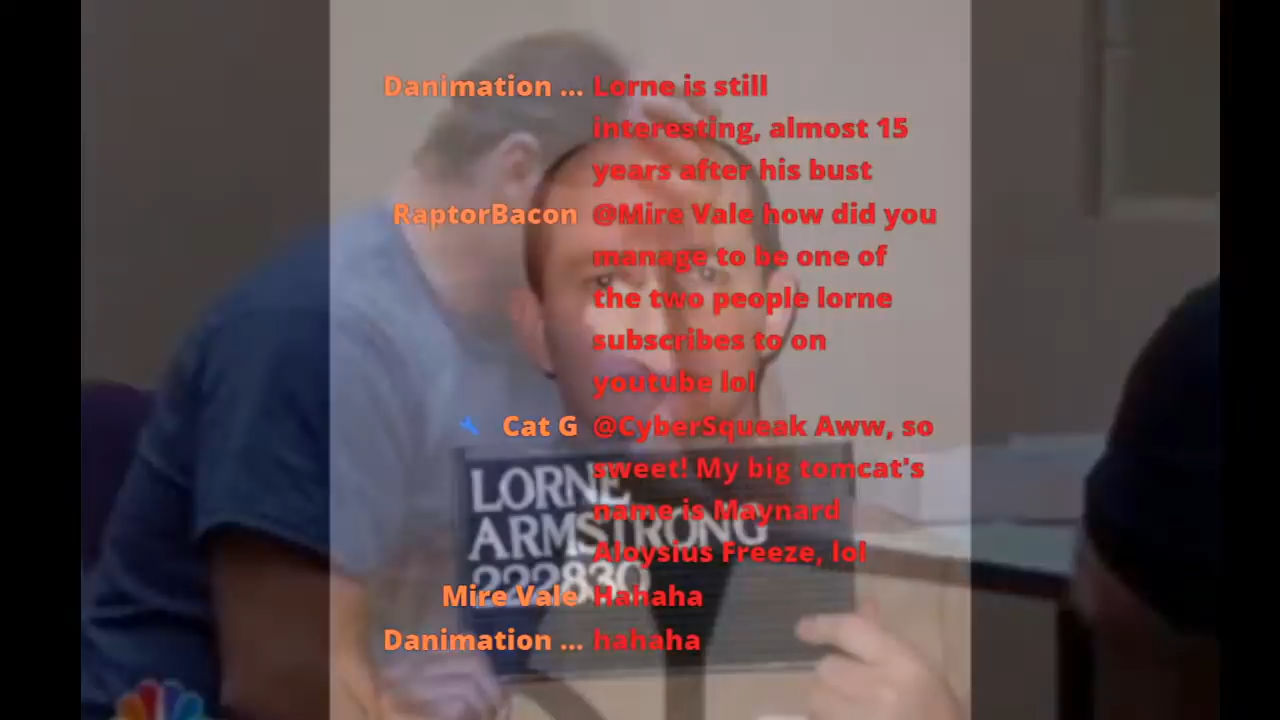 Danimation ... Lorne is still
interesting, almost 15
years after his bust
RaptorBacon @Mire Vale how did you
manage to be one of
the two people lorne
subscribes to on
youtube lol
Cat G @CyberSqueak Aww, so
sweet! My big tomcat's
name is Maynard
Aloysius Freeze, lol
Mire Vale Hahaha
Danimation ... hahaha
LORNE
ARMSTRONG
222830